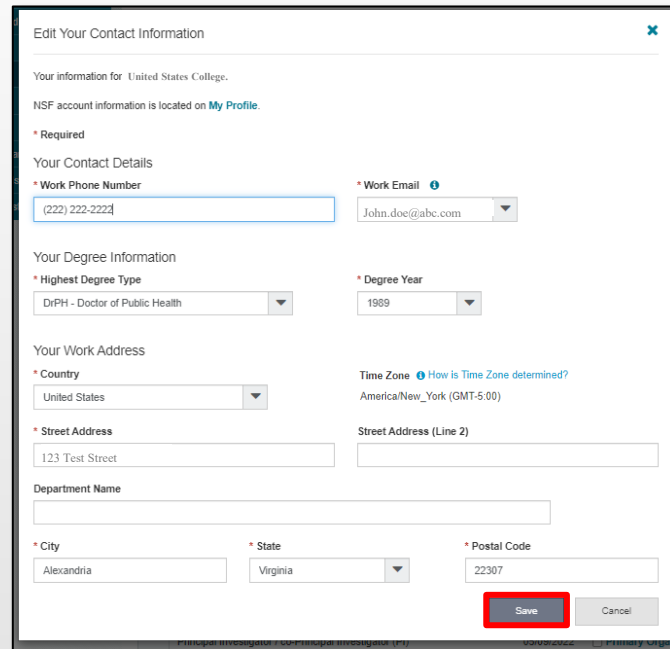 Edit Your Contact Information
Your information for United States College.
NSF account information is located on My Profile.
* Required
Your Contact Details
* Work Phone Number * Work Email
(222) 222-2222 John.doe@abc.com
Your Degree Information
* Highest Degree Type * Degree Year
DrPH - Doctor of Public Health 1989
Your Work Address
* Country Time Zone How is Time Zone determined?
United States America/New_York (GMT-5:00)
* Street Address Street Address (Line 2)
123 Test Street
Department Name
* City * State * Postal Code
Alexandria Virginia 22307
Save Cancel
Principal Investigator / co-Principal Investigator (PI) 05/09/2022 Primary Orga